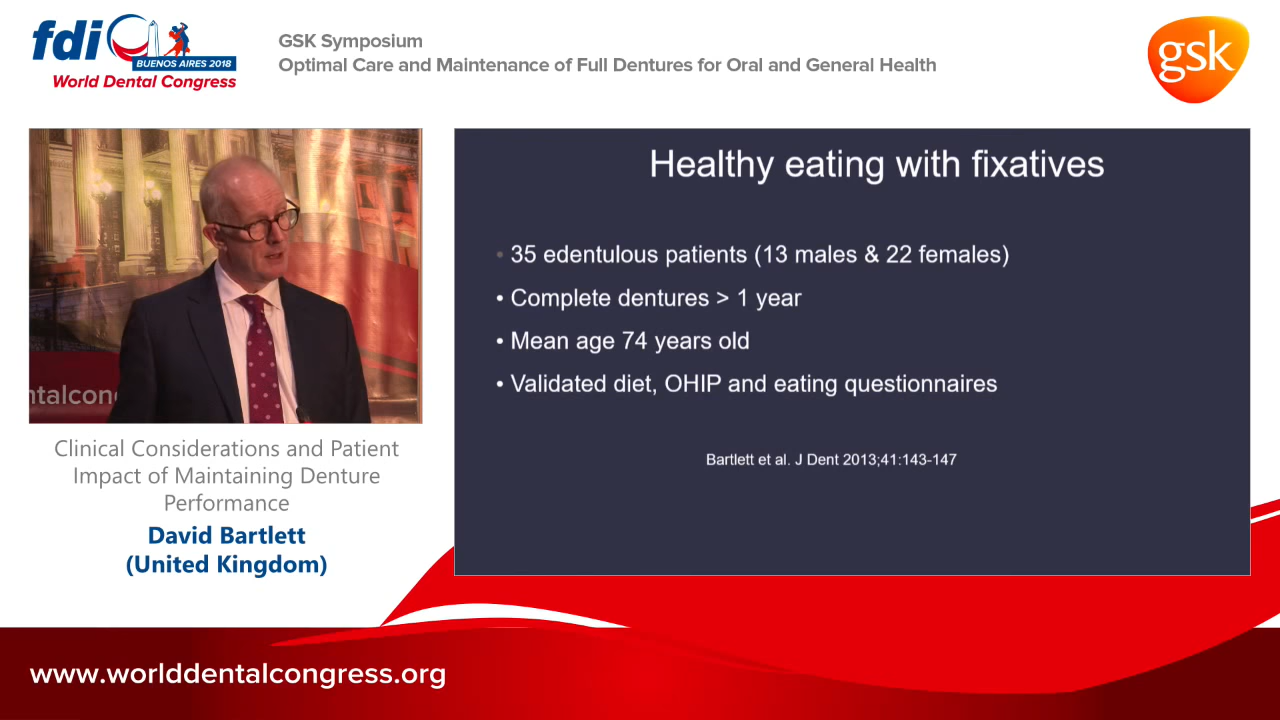 fdi
BUENOS AIRES 2018
World Dental Congress
GSK Symposium
Optimal Care and Maintenance of Full Dentures for Oral and General Health
gsk
ntalcon
Clinical Considerations and Patient
Impact of Maintaining Denture
Performance
David Bartlett
(United Kingdom)
Healthy eating with fixatives
• 35 edentulous patients (13 males & 22 females)
• Complete dentures > 1 year
• Mean age 74 years old
• Validated diet, OHIP and eating questionnaires
Bartlett et al. J Dent 2013;41:143-147
www.worlddentalcongress.org